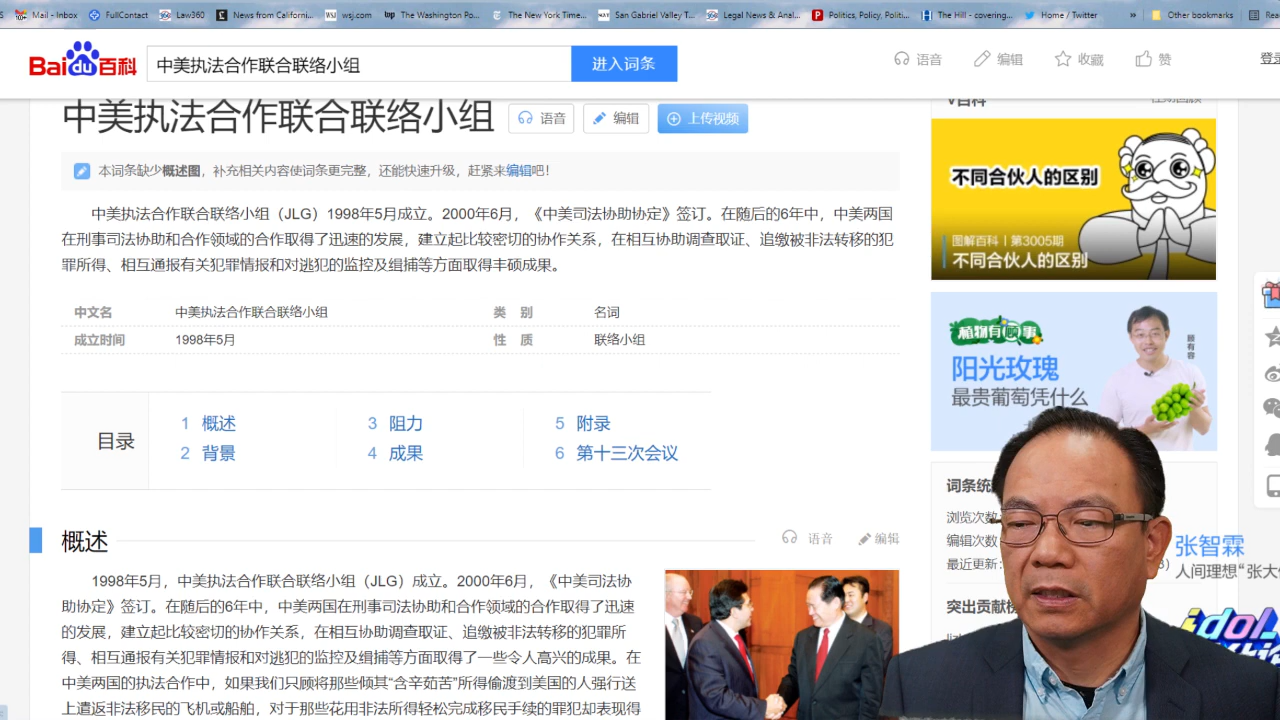 Mail - Inbox
FullContact
Law360
News from Californi...
wsj.com
The Washington Po...
The New York Time...
San Gabriel Valley T...
Legal News & Anal...
Politics, Policy, Politi...
The Hill - covering...
Home / Twitter
»
Other bookmarks
Rea
Baidu百科
中美执法合作联合联络小组
进入词条
语音
编辑
收藏
赞
登录
中美执法合作联合联络小组
语音
编辑
上传视频
本词条缺少概述图，补充相关内容使词条更完整，还能快速升级，赶紧来编辑吧！
中美执法合作联合联络小组（JLG）1998年5月成立。2000年6月，《中美司法协助协定》签订。在随后的6年中，中美两国
在刑事司法协助和合作领域的合作取得了迅速的发展，建立起比较密切的协作关系，在相互协助调查取证、追缴被非法转移的犯
罪所得、相互通报有关犯罪情报和对逃犯的监控及缉捕等方面取得丰硕成果。
中文名
中美执法合作联合联络小组
类 别
名词
成立时间
1998年5月
性 质
联络小组
目录
1 概述
2 背景
3 阻力
4 成果
5 附录
6 第十三次会议
概述
语音
编辑
1998年5月，中美执法合作联合联络小组（JLG）成立。2000年6月，《中美司法协
助协定》签订。在随后的6年中，中美两国在刑事司法协助和合作领域的合作取得了迅速
的发展，建立起比较密切的协作关系，在相互协助调查取证、追缴被非法转移的犯罪所
得、相互通报有关犯罪情报和对逃犯的监控及缉捕等方面取得了一些令人高兴的成果。在
中美两国的执法合作中，如果我们只顾将那些倾其“含辛茹苦”所得偷渡到美国的人强行送
上遣返非法移民的飞机或船舶，对于那些花用非法所得轻松完成移民手续的罪犯却表现得
V百科
往期回顾
不同合伙人的区别
图解百科丨第3005期
不同合伙人的区别
植物有顾事
阳光玫瑰
最贵葡萄凭什么
顾有容
词条统
浏览次数
编辑次数
最近更新：
突出贡献榜
张智霖
人间理想“张大
idol